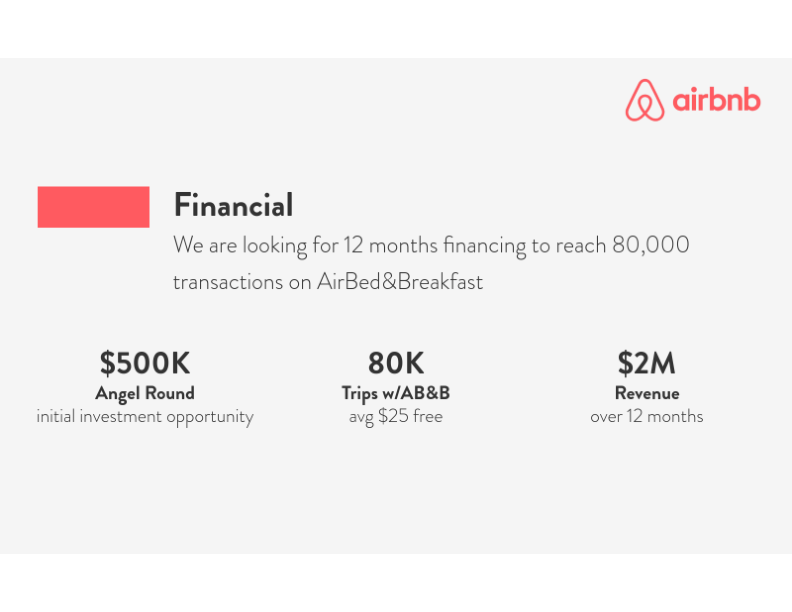 airbnb
Financial
We are looking for 12 months financing to reach 80,000
transactions on AirBed&Breakfast
$500K
Angel Round
initial investment opportunity
80K
Trips w/AB&B
avg $25 free
$2M
Revenue
over 12 months